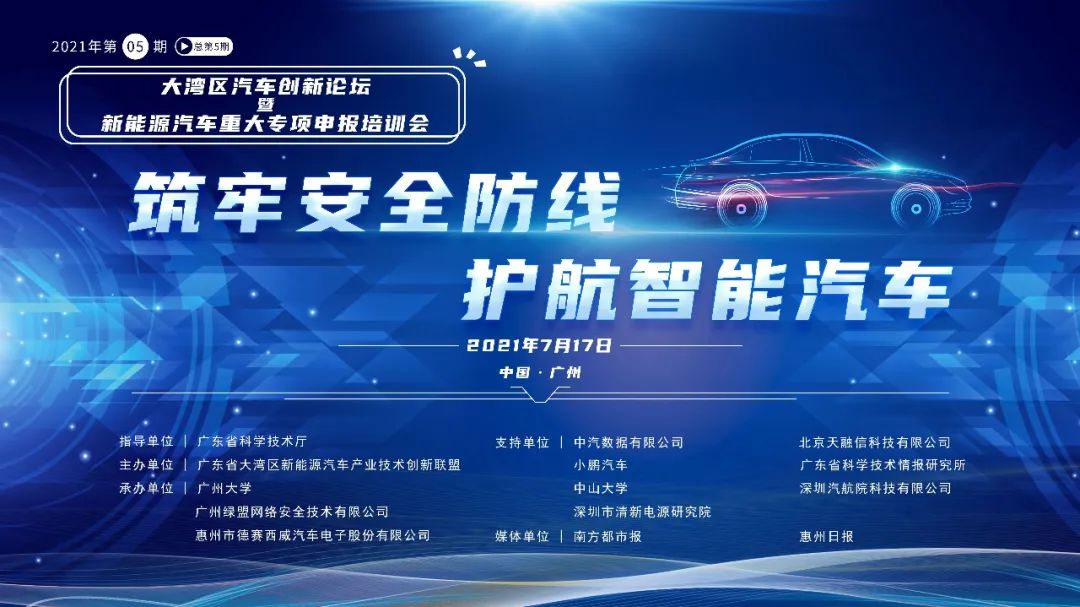 2021年第 05 期 总第5期
大湾区汽车创新论坛
暨
新能源汽车重大专项申报培训会
筑牢安全防线
护航智能汽车
2021年7月17日
中国·广州
指导单位 | 广东省科学技术厅
主办单位 | 广东省大湾区新能源汽车产业技术创新联盟
承办单位 | 广州大学
广州绿盟网络安全技术有限公司
惠州市德赛西威汽车电子股份有限公司
支持单位 | 中汽数据有限公司 北京天融信科技有限公司
小鹏汽车 广东省科学技术情报研究所
中山大学 深圳汽航院科技有限公司
深圳市清新电源研究院
媒体单位 | 南方都市报 惠州日报